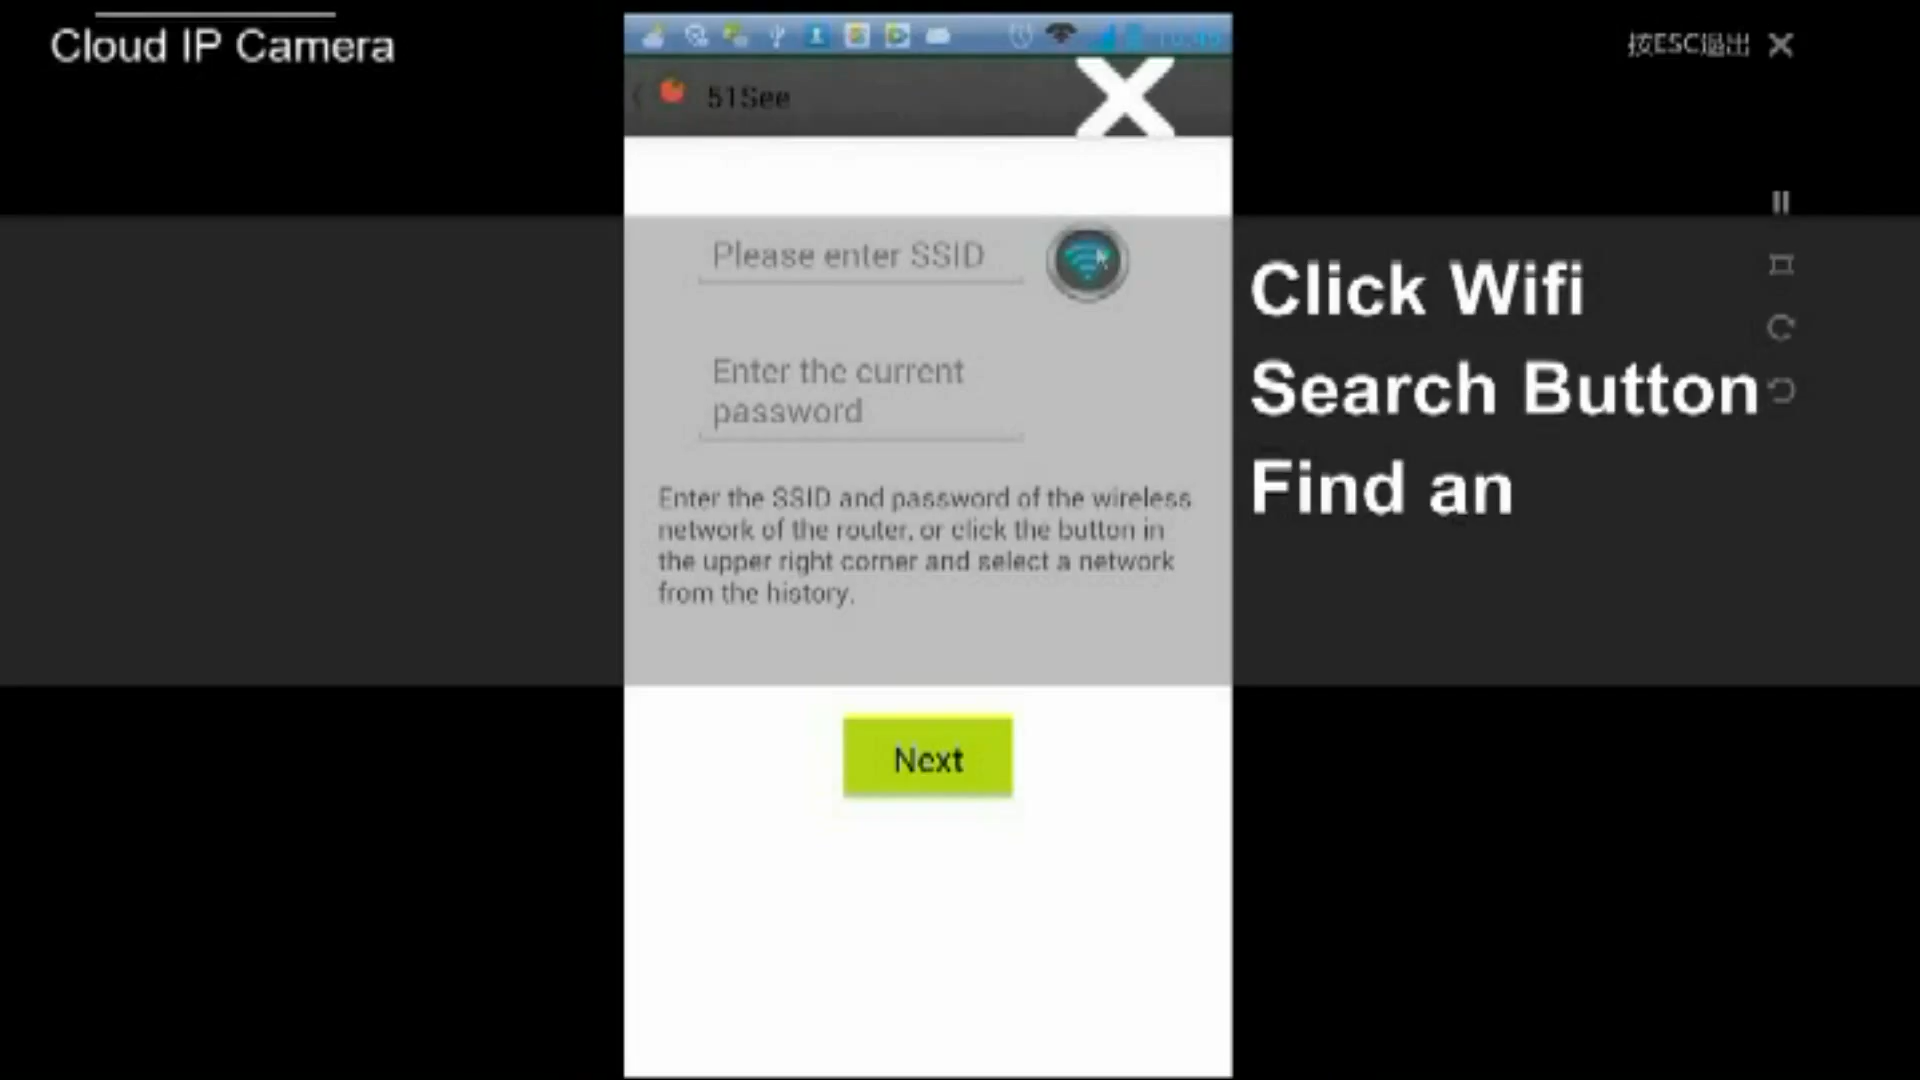 Cloud IP Camera
按ESC退出
51See
Please enter SSID
Click Wifi
Search Button
Find an
Enter the current
password
Enter the SSID and password of the wireless
network of the router, or click the button in
the upper right corner and select a network
from the history.
Next